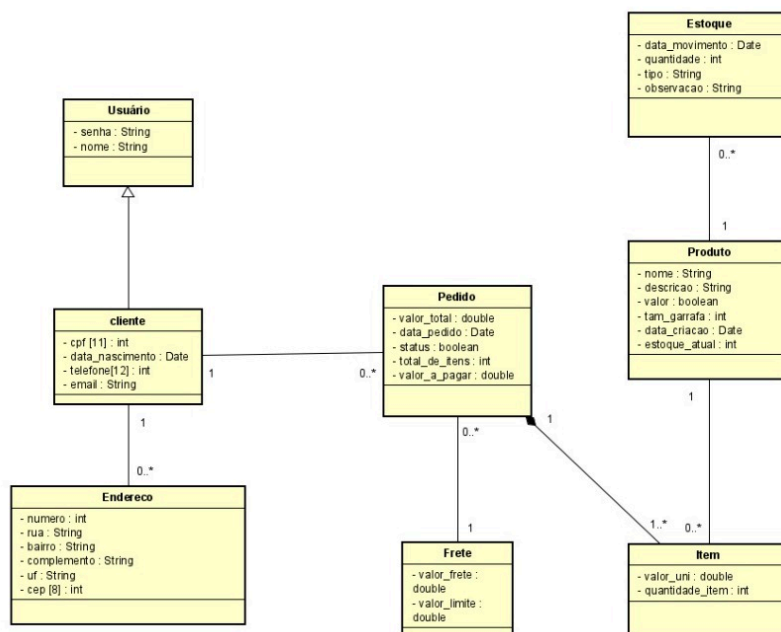 Estoque
- data_movimento : Date
- quantidade : int
- tipo : String
- observacao : String
0..*
1
Usuário
- senha : String
- nome : String
Produto
- nome : String
- descricao : String
- valor : boolean
- tam_garrafa : int
- data_criacao : Date
- estoque_atual : int
1
0..*
cliente
- cpf [11] : int
- data_nascimento : Date
- telefone[12] : int
- email : String
1
0..*
Pedido
- valor_total : double
- data_pedido : Date
- status : boolean
- total_de_itens : int
- valor_a_pagar : double
0..*
1
1
1..*
1
0..*
Endereco
- numero : int
- rua : String
- bairro : String
- complemento : String
- uf : String
- cep [8] : int
Frete
- valor_frete :
double
- valor_limite :
double
Item
- valor_uni : double
- quantidade_item : int